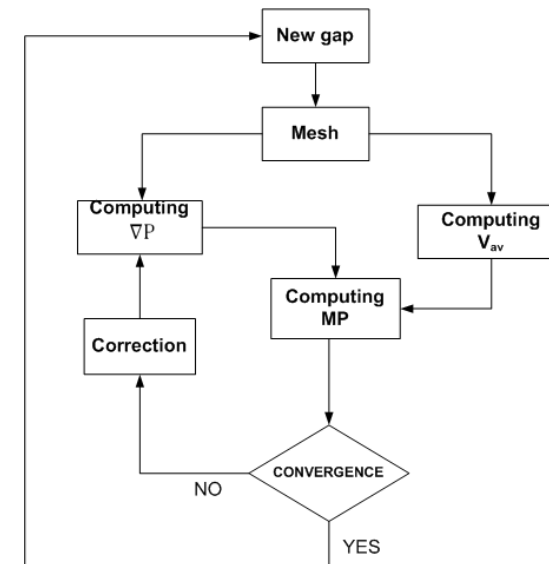 New gap
Mesh
Computing
∇P
Computing
Vav
Computing
MP
Correction
CONVERGENCE
NO
YES